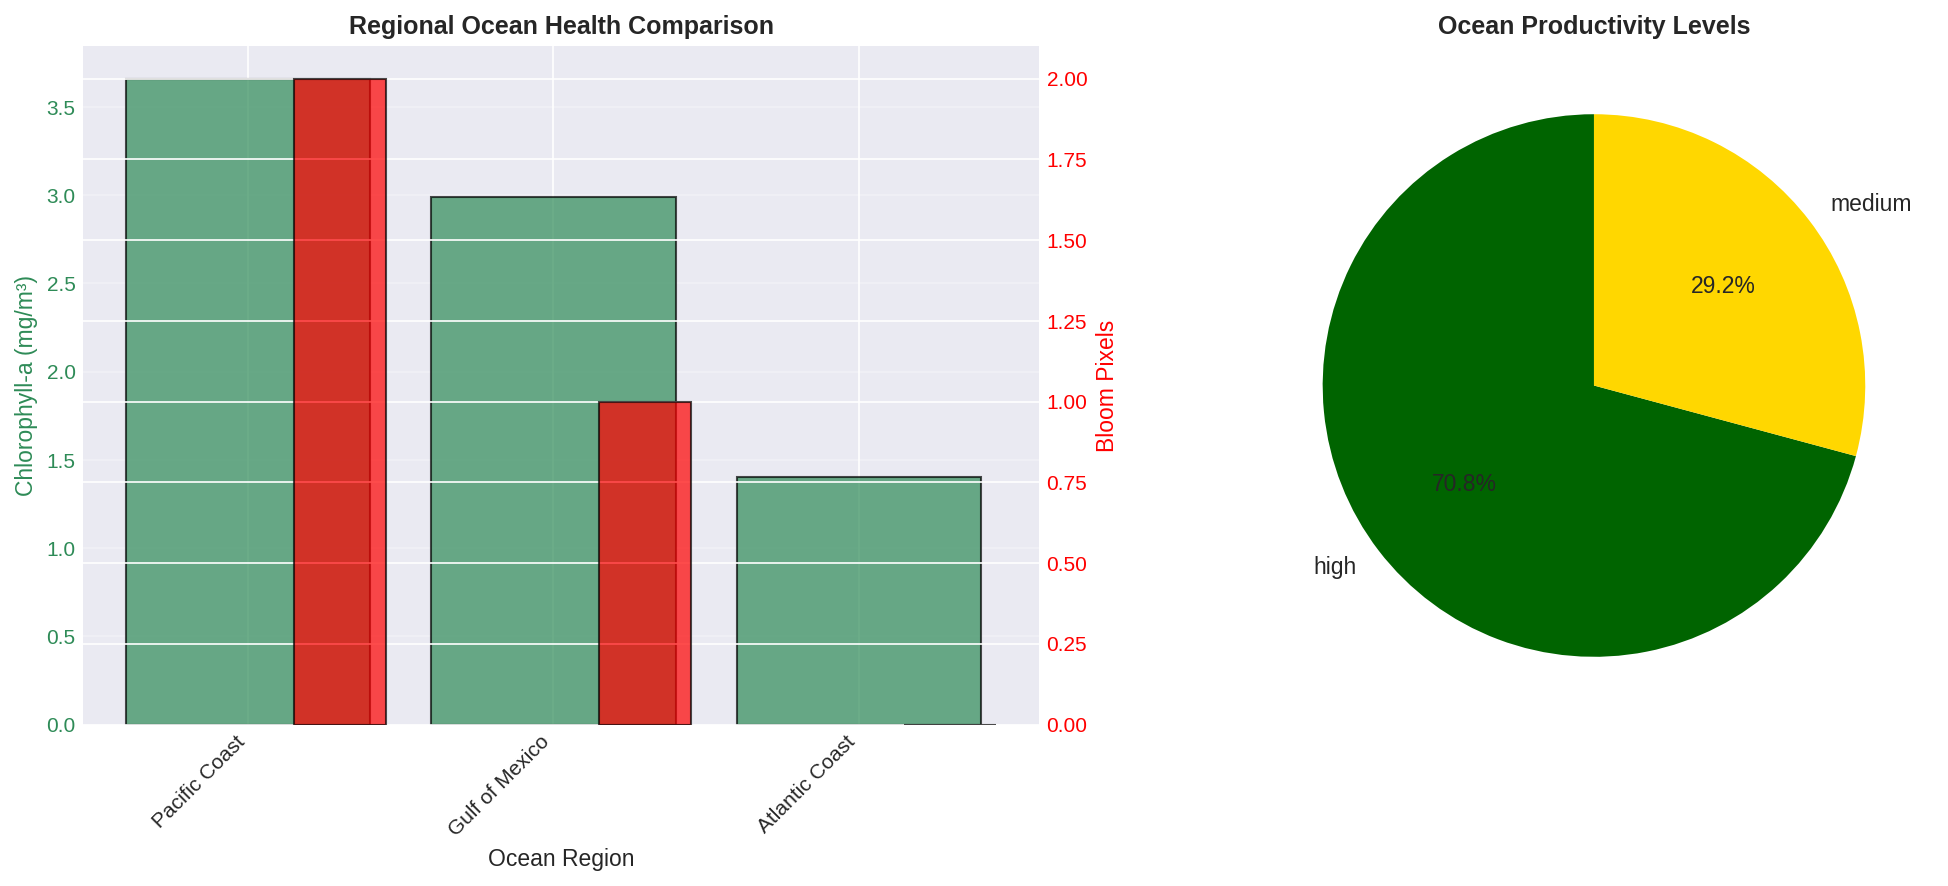 Regional Ocean Health Comparison
Chlorophyll-a (mg/m³)
3.5
3.0
2.5
2.0
1.5
1.0
0.5
0.0
2.00
1.75
1.50
1.25
1.00
0.75
0.50
0.25
0.00
Bloom Pixels
Pacific Coast
Gulf of Mexico
Atlantic Coast
Ocean Region
Ocean Productivity Levels
medium
29.2%
70.8%
high